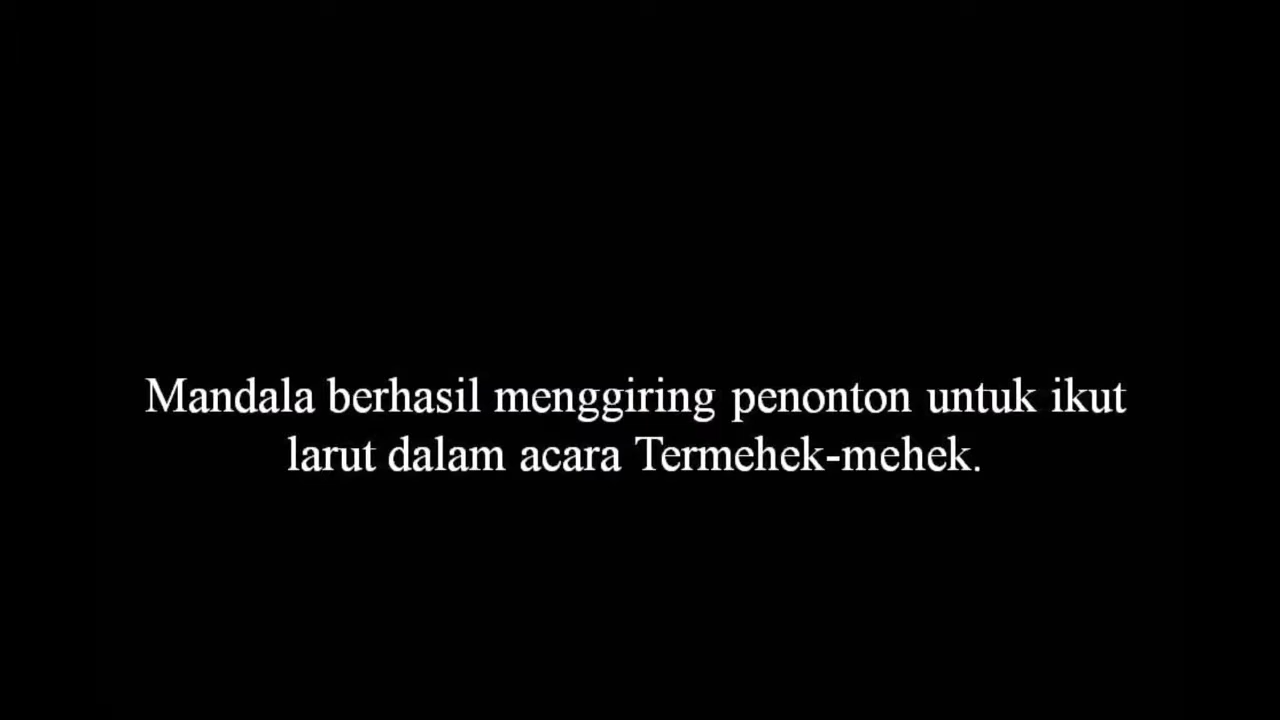 Mandala berhasil menggiring penonton untuk ikut
larut dalam acara Termehek-mehek.